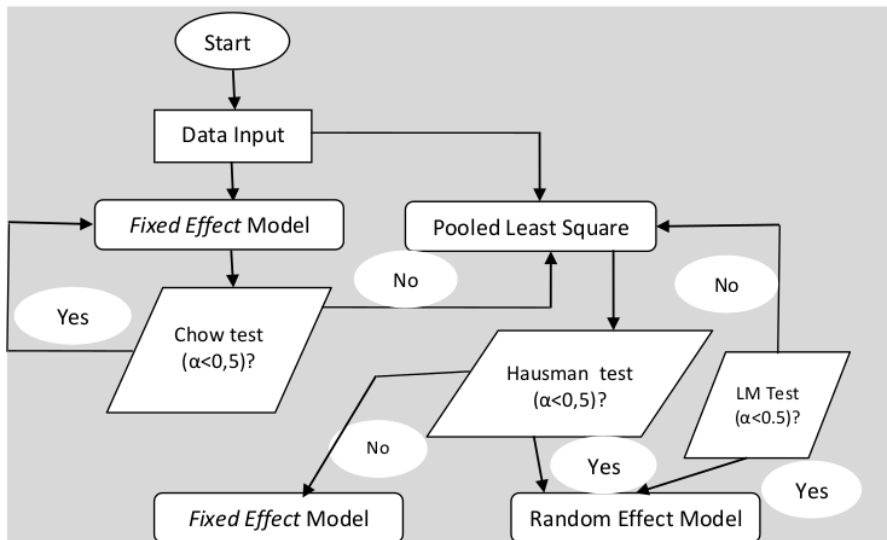 Start
Data Input
Fixed Effect Model
Pooled Least Square
No
No
Yes
Chow test
(α<0,5)?
Hausman test
(α<0,5)?
LM Test
(α<0.5)?
No
Yes
Yes
Fixed Effect Model
Random Effect Model